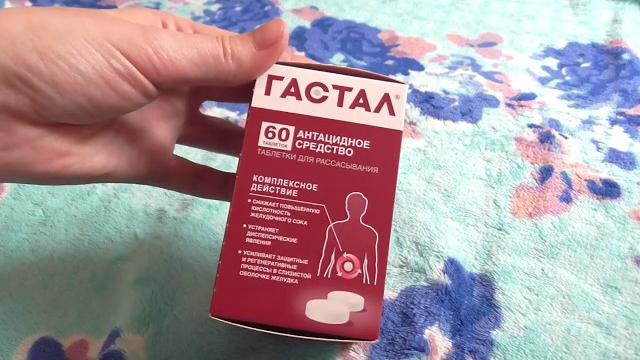 ГАСТАЛ®
60
ТАБЛЕТОК
АНТАЦИДНОЕ
СРЕДСТВО
ТАБЛЕТКИ ДЛЯ РАССАСЫВАНИЯ
КОМПЛЕКСНОЕ
ДЕЙСТВИЕ
• СНИЖАЕТ ПОВЫШЕННУЮ
КИСЛОТНОСТЬ
ЖЕЛУДОЧНОГО СОКА
• УСТРАНЯЕТ
ДИСПЕПСИЧЕСКИЕ
ЯВЛЕНИЯ
• УСИЛИВАЕТ ЗАЩИТНЫЕ
И РЕГЕНЕРАТИВНЫЕ
ПРОЦЕССЫ В СЛИЗИСТОЙ
ОБОЛОЧКЕ ЖЕЛУДКА